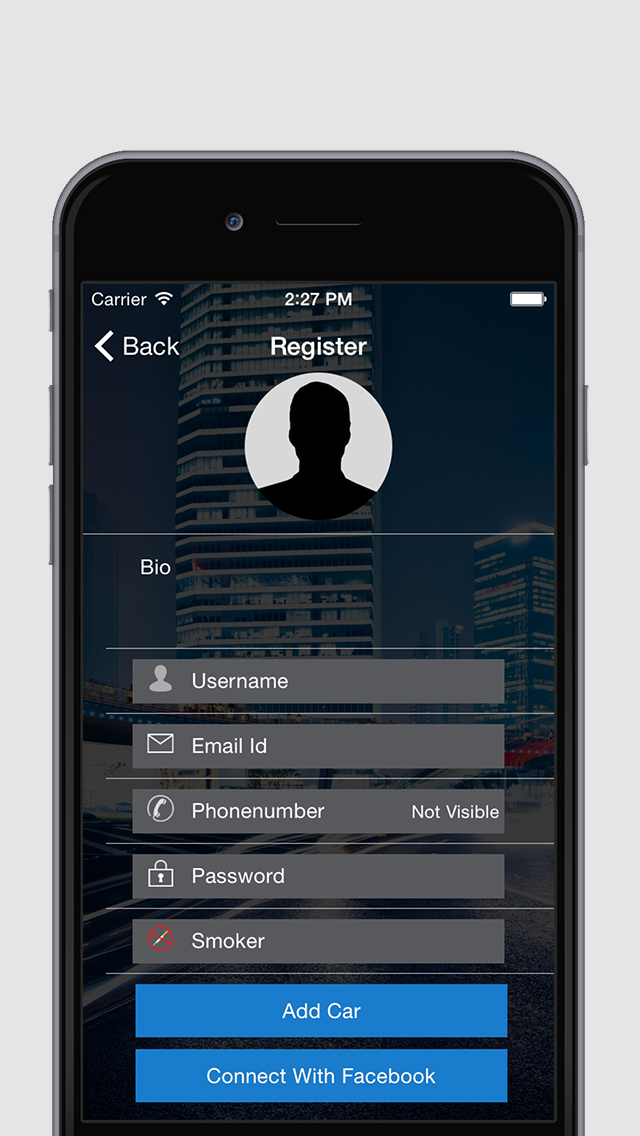 Carrier 2:27 PM
Back Register
Bio
Username
Email Id
Phonenumber Not Visible
Password
Smoker
Add Car
Connect With Facebook